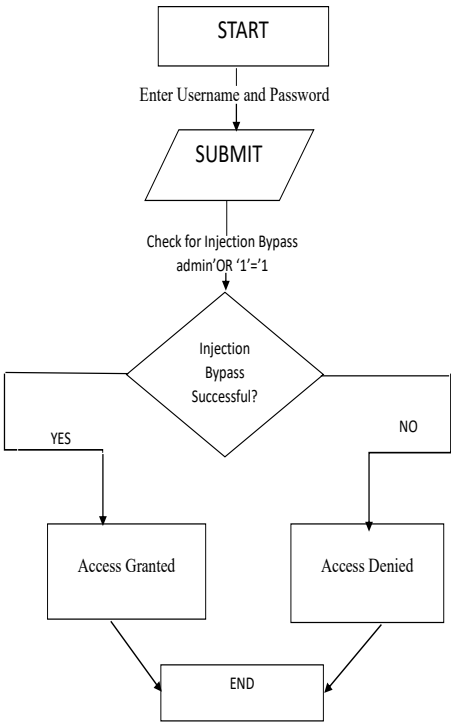 START
Enter Username and Password
SUBMIT
Check for Injection Bypass
admin’OR ‘1’=’1
Injection
Bypass
Successful?
YES
NO
Access Granted
Access Denied
END